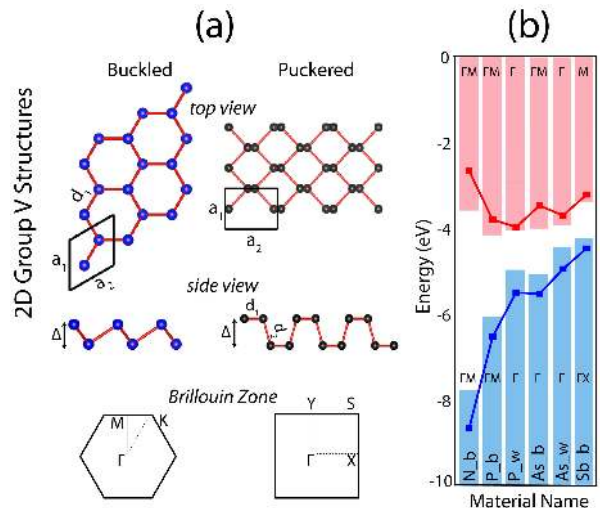 (a)
2D Group V Structures
Buckled
Puckered
top view
d₁
a₁
a₂
a₁
a₂
side view
Δ
Δ
d₁
d₂
Brillouin Zone
M
K
Γ
Y
S
Γ
X
(b)
Energy (eV)
0
-2
-4
-6
-8
-10
ΓM
ΓM
Γ
ΓM
Γ
M
ΓM
ΓM
Γ
Γ
Γ
ΓX
N_b
P_b
P_w
As_b
As_w
Sb_b
Material Name